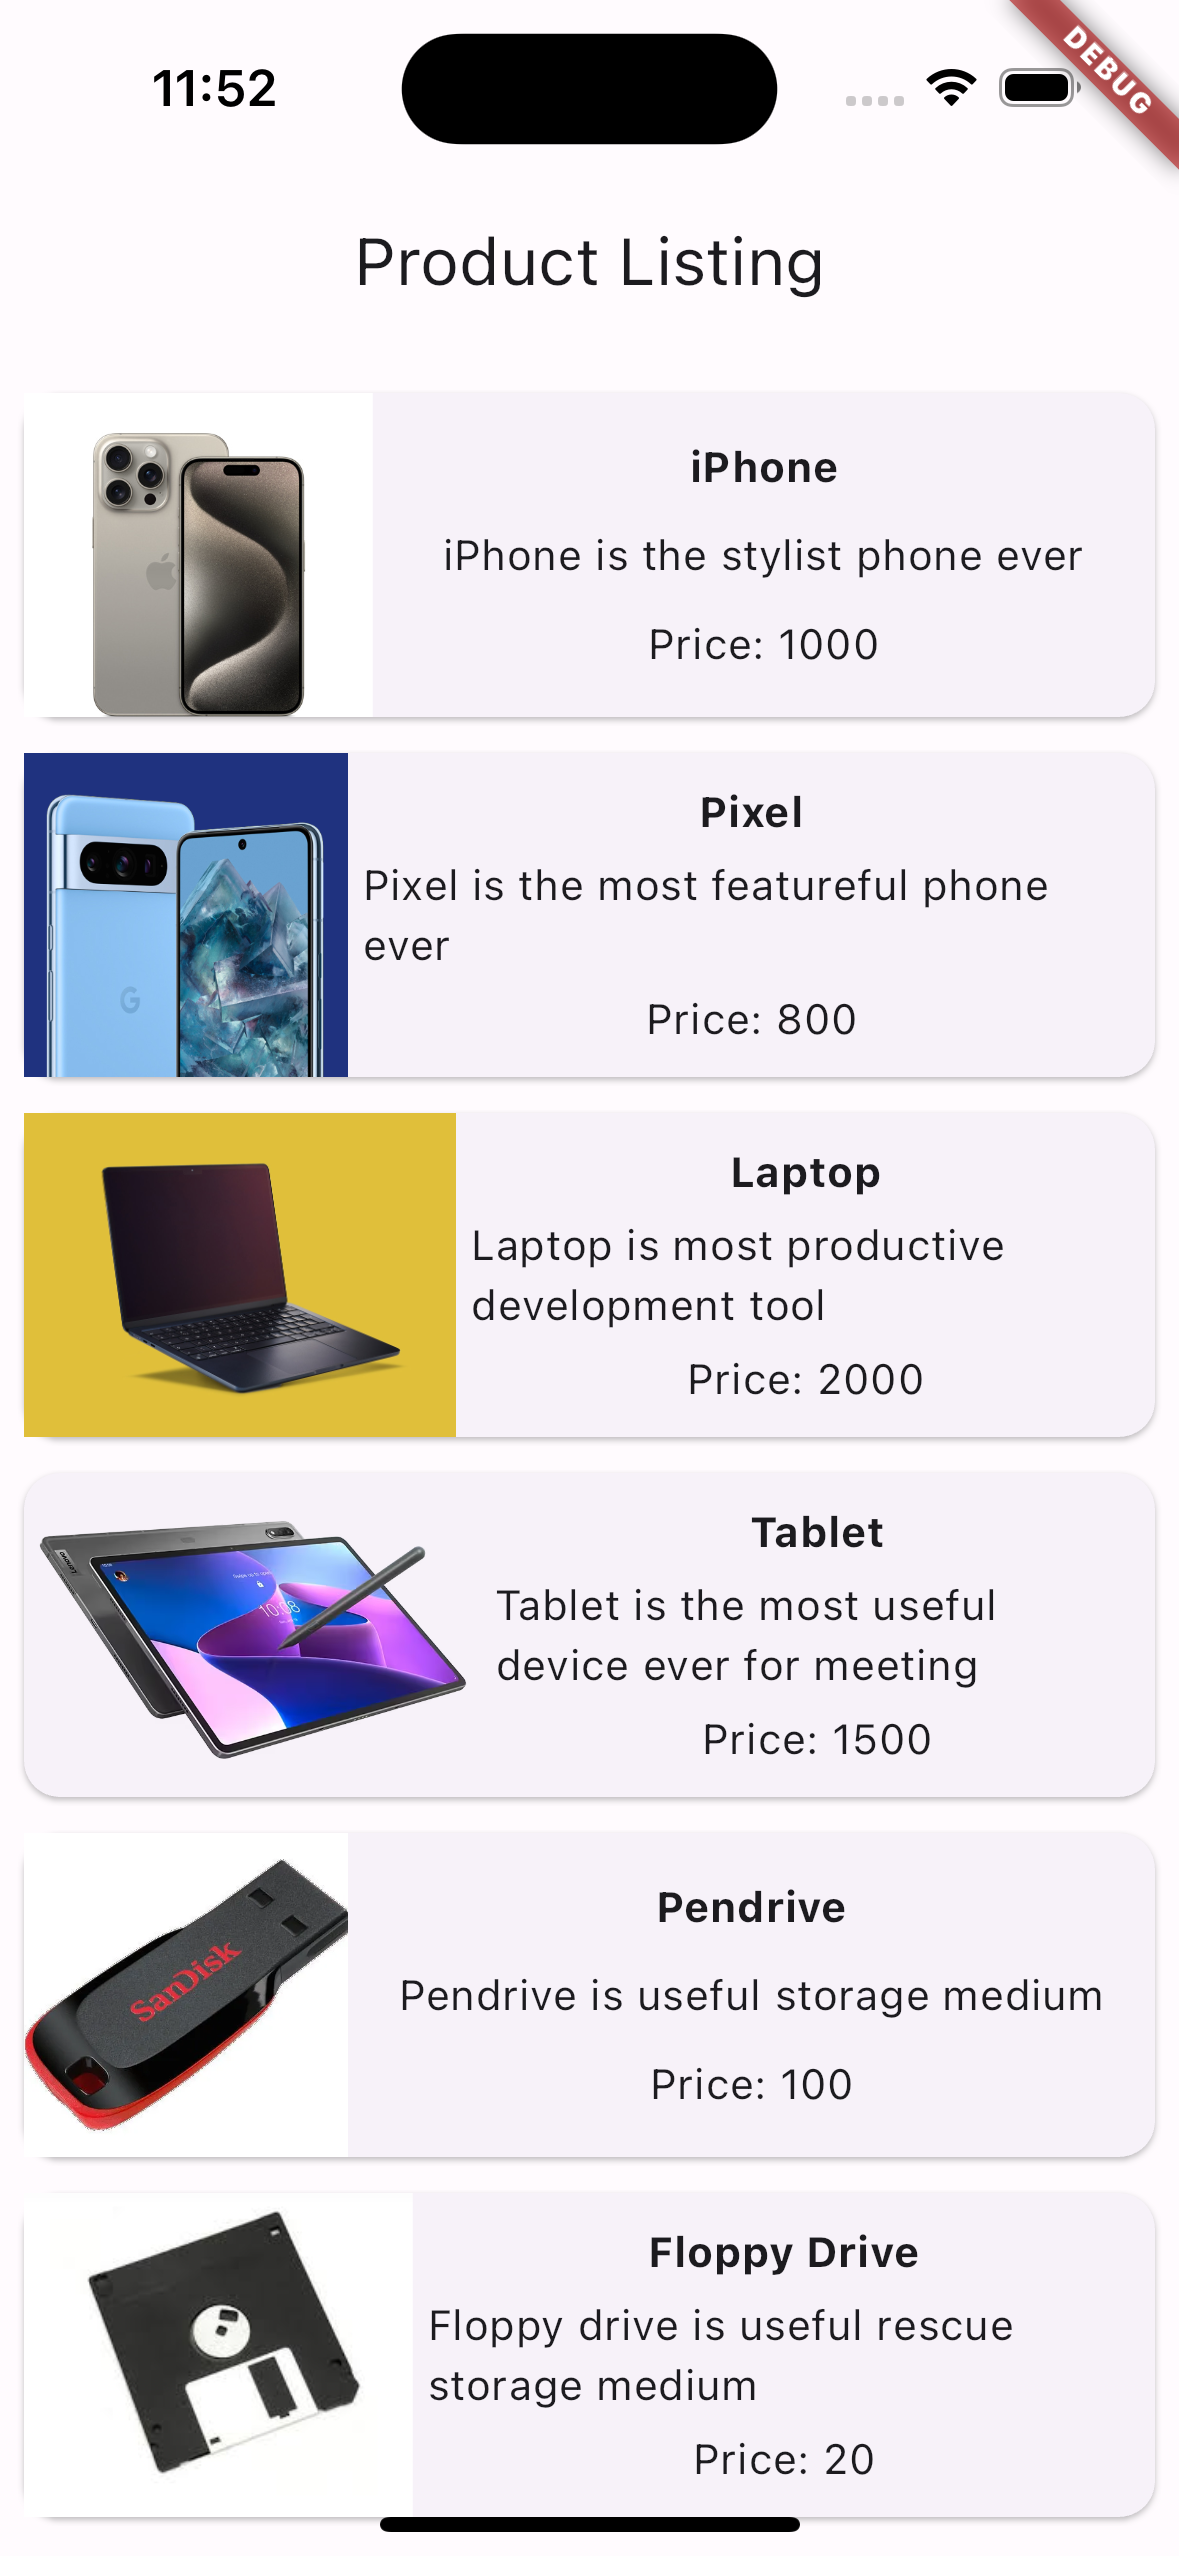 11:52
DEBUG
Product Listing
iPhone
iPhone is the stylist phone ever
Price: 1000
Pixel
Pixel is the most featureful phone
ever
Price: 800
Laptop
Laptop is most productive
development tool
Price: 2000
10:08
Tablet
Tablet is the most useful
device ever for meeting
Price: 1500
SanDisk
Pendrive
Pendrive is useful storage medium
Price: 100
Floppy Drive
Floppy drive is useful rescue
storage medium
Price: 20